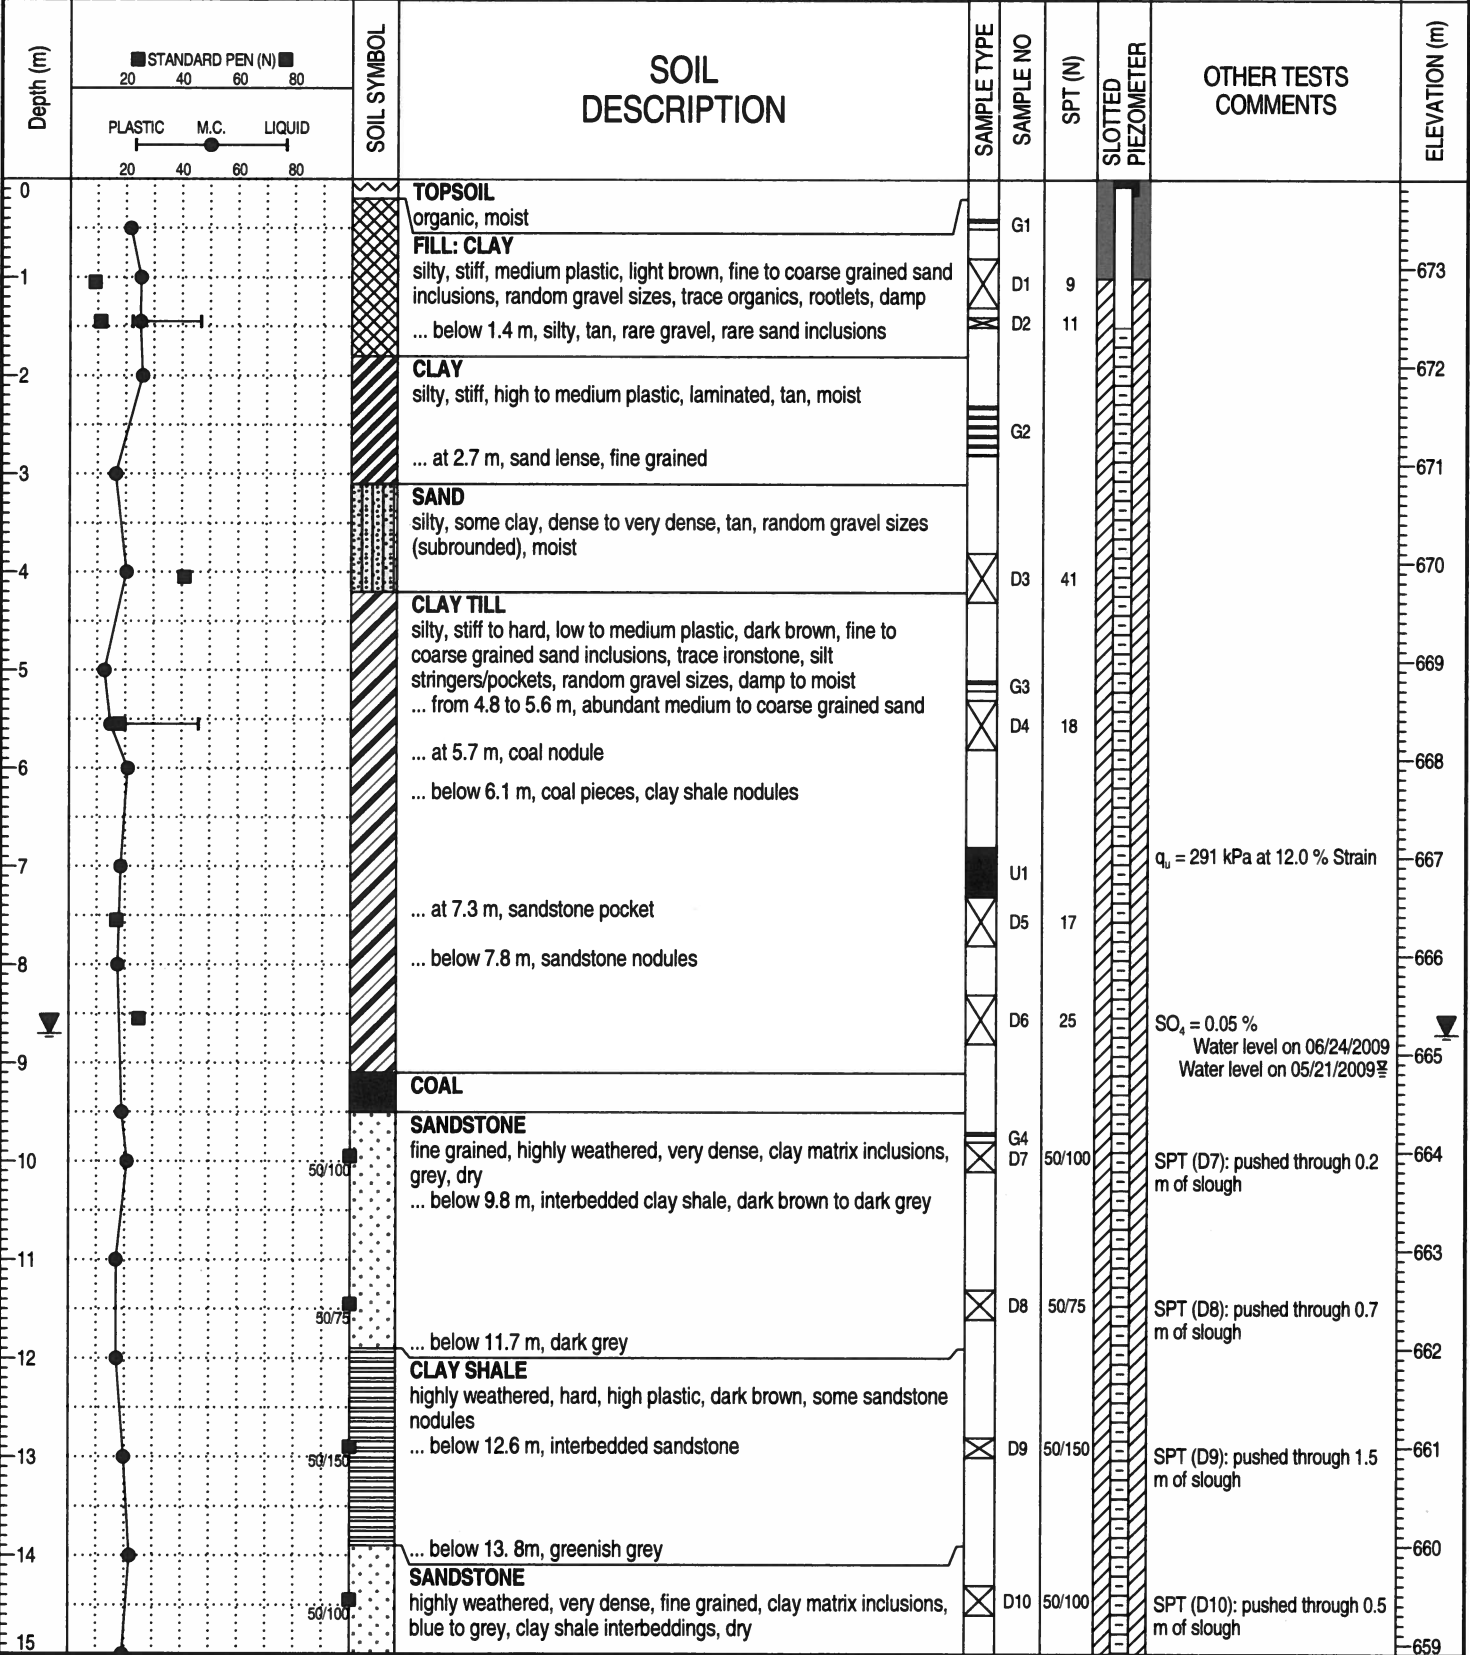 Depth (m)
STANDARD PEN (N)
20 40 60 80
PLASTIC M.C. LIQUID
20 40 60 80
SOIL SYMBOL
SOIL
DESCRIPTION
SAMPLE TYPE
SAMPLE NO
SPT (N)
SLOTTED
PIEZOMETER
OTHER TESTS
COMMENTS
ELEVATION (m)
0
TOPSOIL
organic, moist
G1
FILL: CLAY
silty, stiff, medium plastic, light brown, fine to coarse grained sand
inclusions, random gravel sizes, trace organics, rootlets, damp
1
D1 9
673
... below 1.4 m, silty, tan, rare gravel, rare sand inclusions
D2 11
CLAY
silty, stiff, high to medium plastic, laminated, tan, moist
2
672
G2
... at 2.7 m, sand lense, fine grained
3
671
SAND
silty, some clay, dense to very dense, tan, random gravel sizes
(subrounded), moist
4
D3 41
670
CLAY TILL
silty, stiff to hard, low to medium plastic, dark brown, fine to
coarse grained sand inclusions, trace ironstone, silt
stringers/pockets, random gravel sizes, damp to moist
... from 4.8 to 5.6 m, abundant medium to coarse grained sand
5
G3
669
D4 18
... at 5.7 m, coal nodule
6
668
... below 6.1 m, coal pieces, clay shale nodules
7
U1
qu = 291 kPa at 12.0 % Strain
667
... at 7.3 m, sandstone pocket
D5 17
... below 7.8 m, sandstone nodules
8
666
D6 25
SO4 = 0.05 %
Water level on 06/24/2009
Water level on 05/21/2009
9
665
COAL
SANDSTONE
fine grained, highly weathered, very dense, clay matrix inclusions,
grey, dry
... below 9.8 m, interbedded clay shale, dark brown to dark grey
G4
10
50/100
D7 50/100
SPT (D7): pushed through 0.2
m of slough
664
11
663
50/75
D8 50/75
SPT (D8): pushed through 0.7
m of slough
... below 11.7 m, dark grey
12
662
CLAY SHALE
highly weathered, hard, high plastic, dark brown, some sandstone
nodules
... below 12.6 m, interbedded sandstone
13
50/150
D9 50/150
SPT (D9): pushed through 1.5
m of slough
661
... below 13. 8m, greenish grey
14
660
SANDSTONE
highly weathered, very dense, fine grained, clay matrix inclusions,
blue to grey, clay shale interbeddings, dry
50/100
D10 50/100
SPT (D10): pushed through 0.5
m of slough
15
659